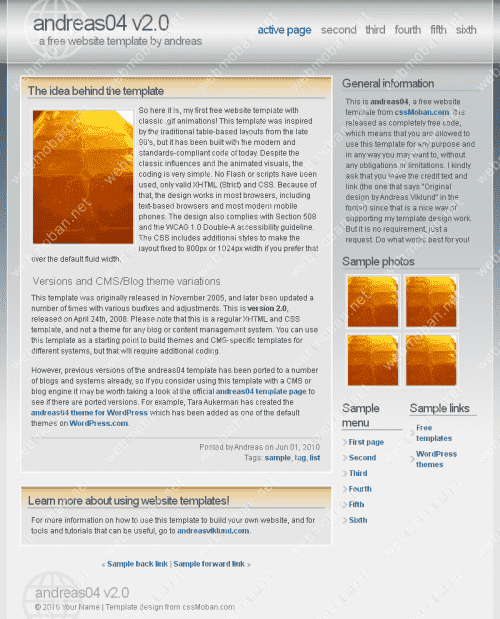 andreas04 v2.0
a free website template by andreas
active page second third fourth fifth sixth
The idea behind the template
So here it is, my first free website template with
classic .gif animations! This template was inspired
by the traditional table-based layouts from the late
90's, but it has been built with the modern and
standards-compliant code of today. Despite the
classic influences and the animated visuals, the
coding is very simple. No Flash or scripts have been
used, only valid XHTML (Strict) and CSS. Because of
that, the design works in most browsers, including
text-based browsers and most modern mobile
phones. The design also complies with Section 508
and the WCAG 1.0 Double-A accessibility guideline.
The CSS includes additional styles to make the
layout fixed to 800px or 1024px width if you prefer that
over the default fluid width.
Versions and CMS/Blog theme variations
This template was originally released in November 2005, and later been updated a
number of times with various bugfixes and adjustments. This is version 2.0,
released on April 24th, 2008. Please note that this is a regular XHTML and CSS
template, and not a theme for any blog or content management system. You can use
this template as a starting point to build themes and CMS-specific templates for
different systems, but that will require additional coding.
However, previous versions of the andreas04 template has been ported to a number
of blogs and systems already, so if you consider using this template with a CMS or
blog engine it may be worth taking a look at the official andreas04 template page to
see if there are ported versions. For example, Tara Aukerman has created the
andreas04 theme for WordPress which has been added as one of the default
themes on WordPress.com.
Posted by Andreas on Jun 01, 2010
Tags: sample, tag, list
Learn more about using website templates!
For more information on how to use this template to build your own website, and for
tools and tutorials that can be useful, go to andreasviklund.com.
« Sample back link | Sample forward link »
General information
This is andreas04, a free website
template from cssMoban.com. It is
released as completely free code,
which means that you are allowed to
use this template for any purpose and
in any way you may want to, without
any obligations or limitations. I kindly
ask that you leave the credit text and
link (the one that says "Original
design by Andreas Viklund" in the
footer) since that is a nice way of
supporting my template design work.
But it is no requirement, just a
request. Do what works best for you!
Sample photos
Sample
menu
First page
Second
Third
Fourth
Fifth
Sixth
Sample links
Free
templates
WordPress
themes
andreas04 v2.0
© 2010 Your Name | Template design from cssMoban.com
webmoban.net